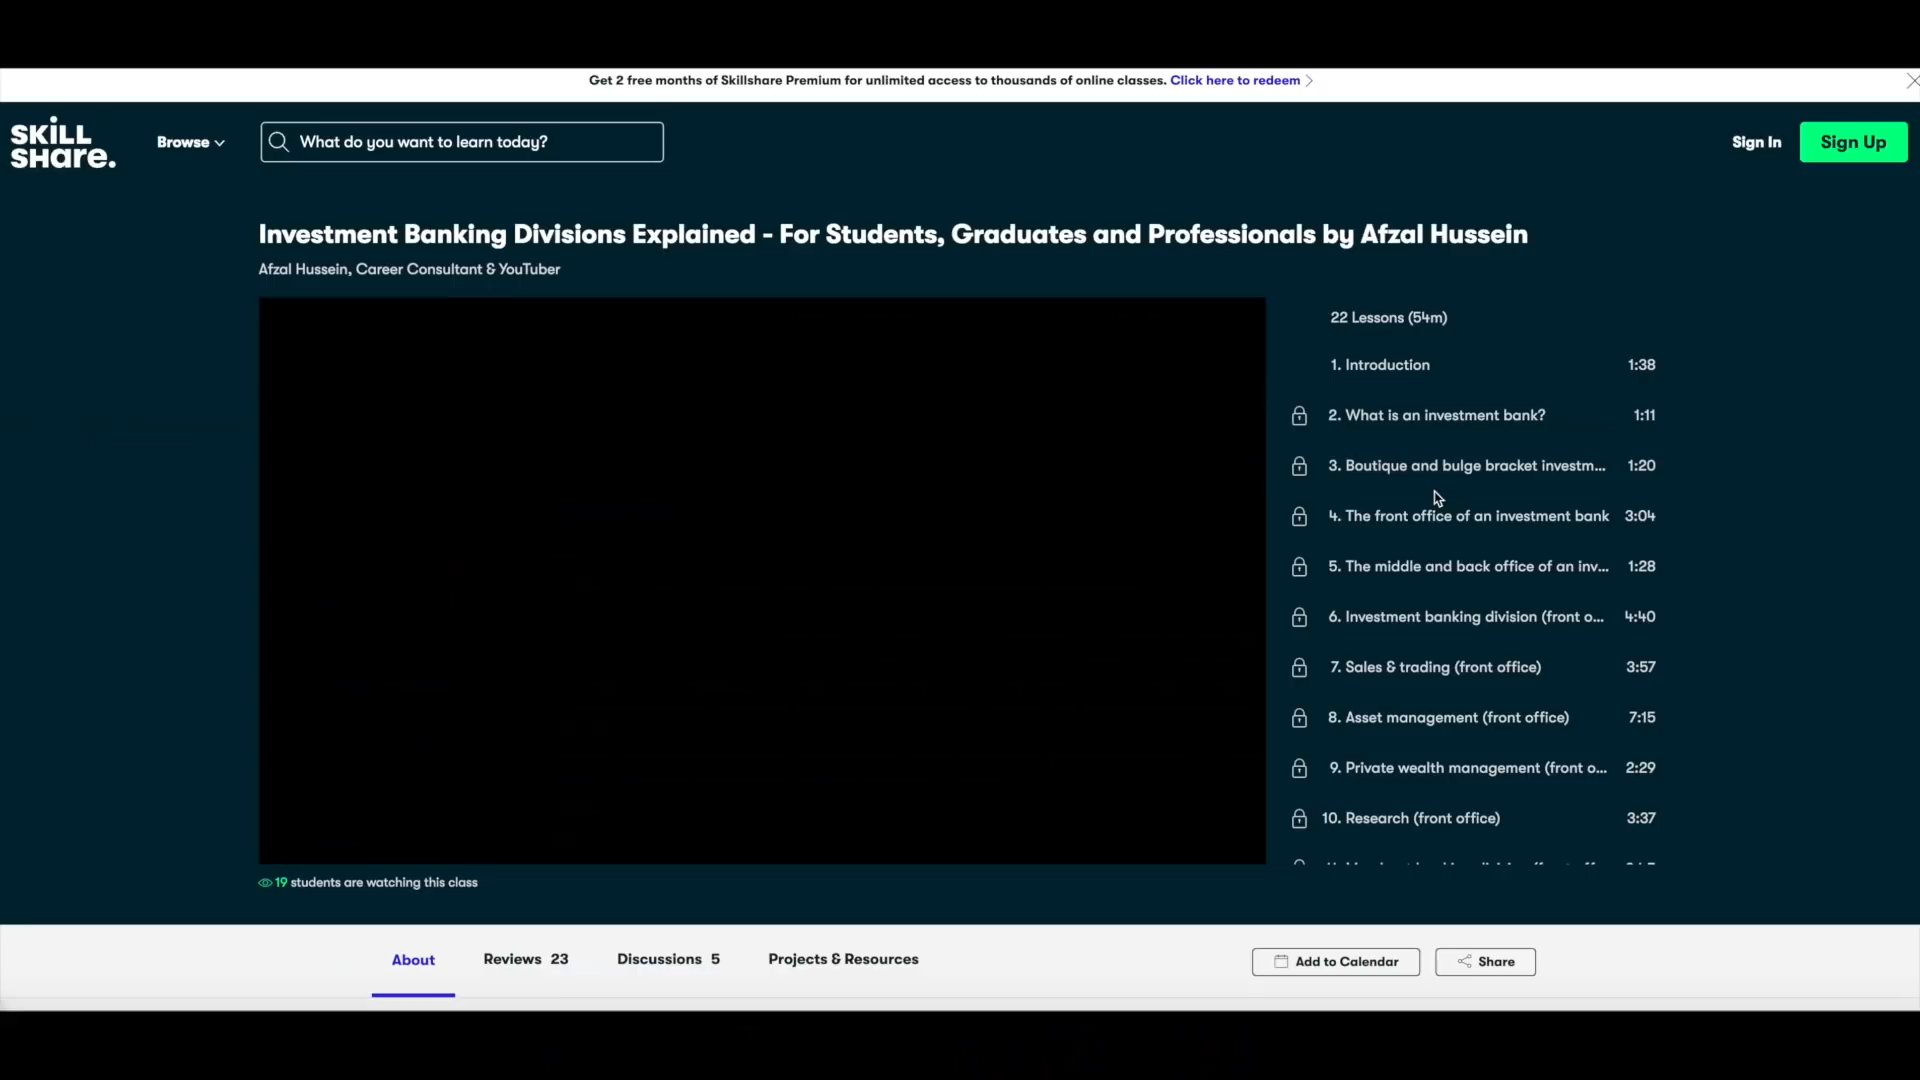 Get 2 free months of Skillshare Premium for unlimited access to thousands of online classes. Click here to redeem
SKILL
SHARE.
Browse
What do you want to learn today?
Sign In
Sign Up
Investment Banking Divisions Explained - For Students, Graduates and Professionals by Afzal Hussein
Afzal Hussein, Career Consultant & YouTuber
22 Lessons (54m)
1. Introduction 1:38
2. What is an investment bank? 1:11
3. Boutique and bulge bracket investm... 1:20
4. The front office of an investment bank 3:04
5. The middle and back office of an inv... 1:28
6. Investment banking division (front o... 4:40
7. Sales & trading (front office) 3:57
8. Asset management (front office) 7:15
9. Private wealth management (front o... 2:29
10. Research (front office) 3:37
19 students are watching this class
About
Reviews 23
Discussions 5
Projects & Resources
Add to Calendar
Share